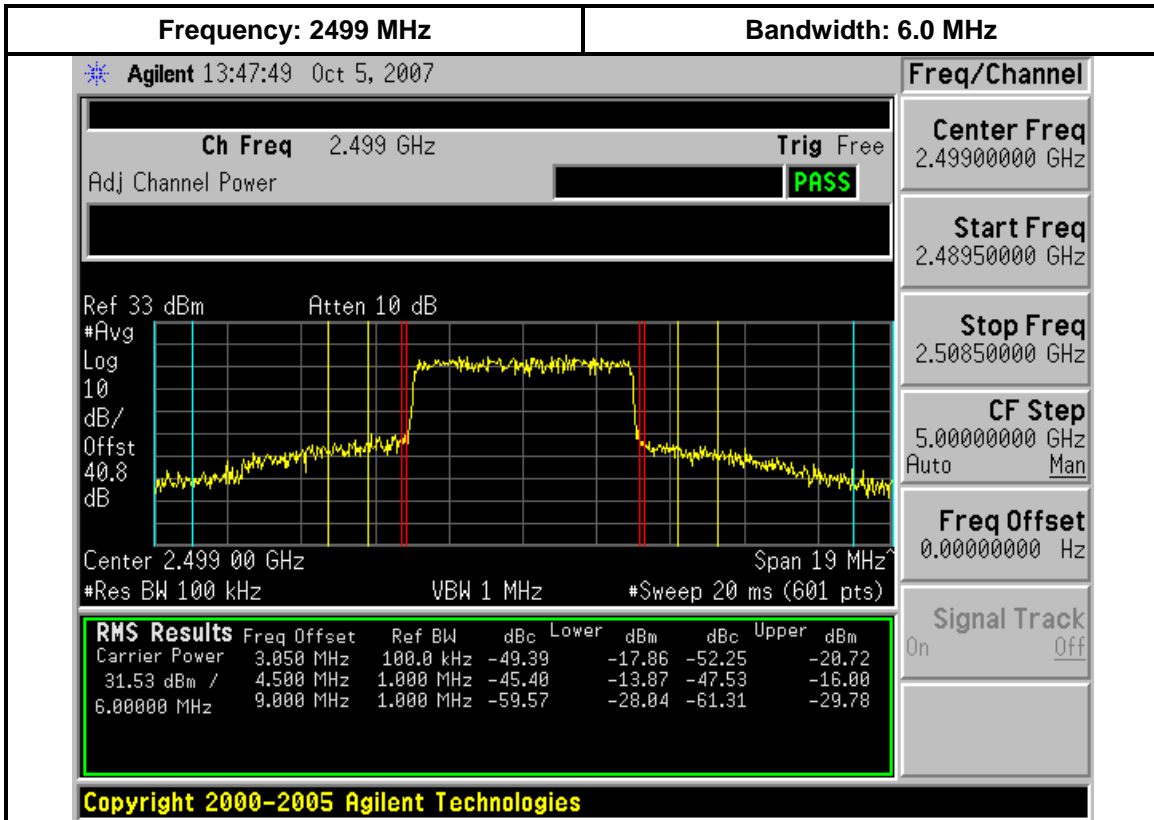 Frequency: 2499 MHz Bandwidth: 6.0 MHz
Agilent 13:47:49 Oct 5, 2007 Freq/Channel
Ch Freq 2.499 GHz Trig Free
Adj Channel Power PASS
Center Freq
2.49900000 GHz
Start Freq
2.48950000 GHz
Stop Freq
2.50850000 GHz
CF Step
5.00000000 GHz
Auto Man
Freq Offset
0.00000000 Hz
Signal Track
On Off
Ref 33 dBm Atten 10 dB
#Avg
Log
10
dB/
Offst
40.8
dB
Center 2.499 00 GHz Span 19 MHz^
#Res BW 100 kHz VBW 1 MHz #Sweep 20 ms (601 pts)
RMS Results Freq Offset Ref BW dBc Lower dBm dBc Upper dBm
Carrier Power 3.050 MHz 100.0 kHz -49.39 -17.86 -52.25 -20.72
31.53 dBm / 4.500 MHz 1.000 MHz -45.40 -13.87 -47.53 -16.00
6.00000 MHz 9.000 MHz 1.000 MHz -59.57 -28.04 -61.31 -29.78
Copyright 2000-2005 Agilent Technologies